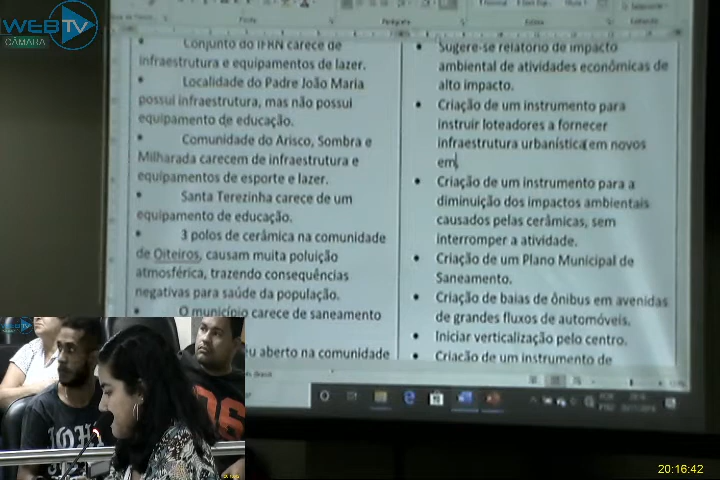 WEB TV
CÂMARA
Conjunto do IFRN carece de
infraestrutura e equipamentos de lazer.
Localidade do Padre João Maria
possui infraestrutura, mas não possui
equipamento de educação.
Comunidade do Arisco, Sombra e
Milharada carecem de infraestrutura e
equipamentos de esporte e lazer.
Santa Terezinha carece de um
equipamento de educação.
3 polos de cerâmica na comunidade
de Oiteiros, causam muita poluição
atmosférica, trazendo consequências
negativas para saúde da população.
O município carece de saneamento
eu aberto na comunidade
Sugere-se relatório de impacto
ambiental de atividades econômicas de
alto impacto.
Criação de um instrumento para
instruir loteadores a fornecer
infraestrutura urbanística em novos
em
Criação de um instrumento para a
diminuição dos impactos ambientais
causados pelas cerâmicas, sem
interromper a atividade.
Criação de um Plano Municipal de
Saneamento.
Criação de baias de ônibus em avenidas
de grandes fluxos de automóveis.
Iniciar verticalização pelo centro.
Criação de um instrumento de
WEB TV
20:16:42